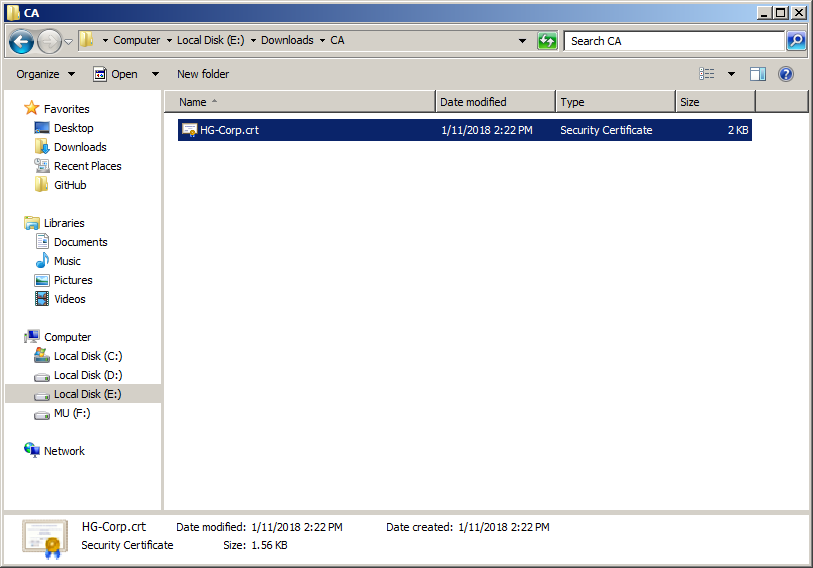 CA
Computer Local Disk (E:) Downloads CA
Search CA
Organize Open New folder
Name Date modified Type Size
HG-Corp.crt 1/11/2018 2:22 PM Security Certificate 2 KB
Favorites
Desktop
Downloads
Recent Places
GitHub
Libraries
Documents
Music
Pictures
Videos
Computer
Local Disk (C:)
Local Disk (D:)
Local Disk (E:)
MU (F:)
Network
HG-Corp.crt Date modified: 1/11/2018 2:22 PM Date created: 1/11/2018 2:22 PM
Security Certificate Size: 1.56 KB